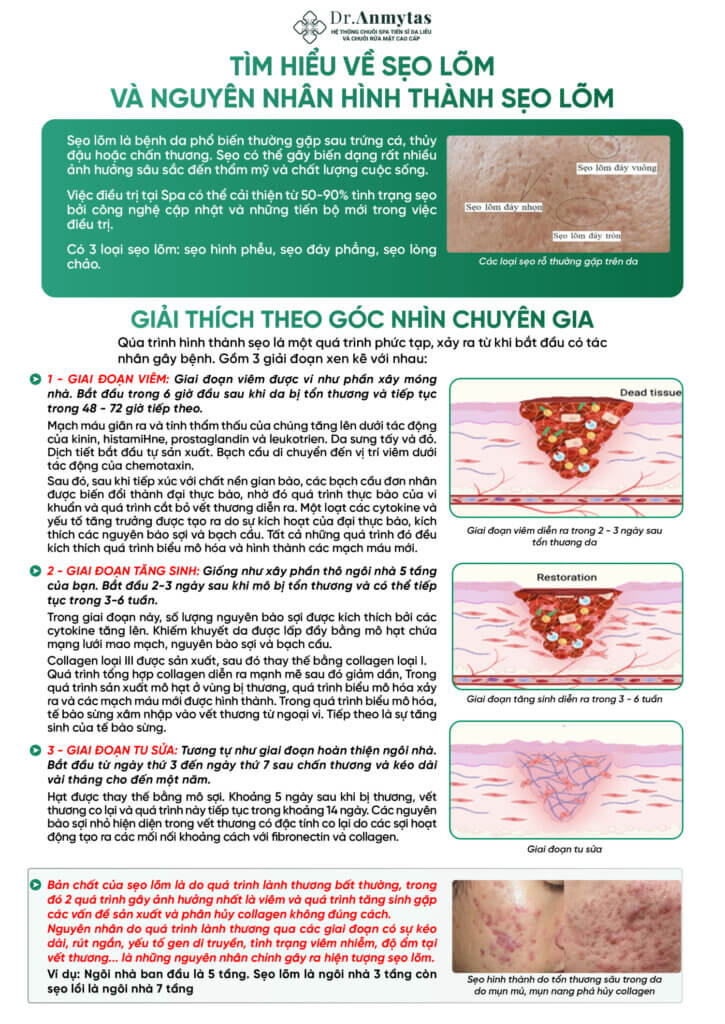 Dr.Anmytas
HỆ THỐNG CHUỖI SPA TIẾN SĨ DA LIỄU
VÀ CHUỖI RỬA MẶT CAO CẤP
TÌM HIỂU VỀ SẸO LÕM
VÀ NGUYÊN NHÂN HÌNH THÀNH SẸO LÕM
Sẹo lõm là bệnh da phổ biến thường gặp sau trứng cá, thủy
đậu hoặc chấn thương. Sẹo có thể gây biến dạng rất nhiều
ảnh hưởng sâu sắc đến thẩm mỹ và chất lượng cuộc sống.
Việc điều trị tại Spa có thể cải thiện từ 50-90% tình trạng sẹo
bởi công nghệ cập nhật và những tiến bộ mới trong việc
điều trị.
Có 3 loại sẹo lõm: sẹo hình phễu, sẹo đáy phẳng, sẹo lòng
chảo.
Sẹo lõm đáy vuông
Sẹo lõm đáy nhọn
Sẹo lõm đáy tròn
Các loại sẹo rỗ thường gặp trên da
GIẢI THÍCH THEO GÓC NHÌN CHUYÊN GIA
Qúa trình hình thành sẹo là một quá trình phức tạp, xảy ra từ khi bắt đầu có tác
nhân gây bệnh. Gồm 3 giải đoạn xen kẽ với nhau:
1 - GIAI ĐOẠN VIÊM: Giai đoạn viêm được ví như phần xây móng
nhà. Bắt đầu trong 6 giờ đầu sau khi da bị tổn thương và tiếp tục
trong 48 - 72 giờ tiếp theo.
Mạch máu giãn ra và tính thẩm thấu của chúng tăng lên dưới tác động
của kinin, histamiHne, prostaglandin và leukotrien. Da sưng tấy và đỏ.
Dịch tiết bắt đầu tự sản xuất. Bạch cầu di chuyển đến vị trí viêm dưới
tác động của chemotaxin.
Sau đó, sau khi tiếp xúc với chất nền gian bào, các bạch cầu đơn nhân
được biến đổi thành đại thực bào, nhờ đó quá trình thực bào của vi
khuẩn và quá trình cắt bỏ vết thương diễn ra. Một loạt các cytokine và
yếu tố tăng trưởng được tạo ra do sự kích hoạt của đại thực bào, kích
thích các nguyên bào sợi và bạch cầu. Tất cả những quá trình đó đều
kích thích quá trình biểu mô hóa và hình thành các mạch máu mới.
Dead tissue
Giai đoạn viêm diễn ra trong 2 - 3 ngày sau
tổn thương da
2 - GIAI ĐOẠN TĂNG SINH: Giống như xây phần thô ngôi nhà 5 tầng
của bạn. Bắt đầu 2-3 ngày sau khi mô bị tổn thương và có thể tiếp
tục trong 3-6 tuần.
Trong giai đoạn này, số lượng nguyên bào sợi được kích thích bởi các
cytokine tăng lên. Khiếm khuyết da được lấp đầy bằng mô hạt chứa
mạng lưới mao mạch, nguyên bào sợi và bạch cầu.
Collagen loại III được sản xuất, sau đó thay thế bằng collagen loại I.
Quá trình tổng hợp collagen diễn ra mạnh mẽ sau đó giảm dần, Trong
quá trình sản xuất mô hạt ở vùng bị thương, quá trình biểu mô hóa xảy
ra và các mạch máu mới được hình thành. Trong quá trình biểu mô hóa,
tế bào sừng xâm nhập vào vết thương từ ngoại vi. Tiếp theo là sự tăng
sinh của tế bào sừng.
Restoration
Giai đoạn tăng sinh diễn ra trong 3 - 6 tuần
3 - GIAI ĐOẠN TU SỬA: Tương tự như giai đoạn hoàn thiện ngôi nhà.
Bắt đầu từ ngày thứ 3 đến ngày thứ 7 sau chấn thương và kéo dài
vài tháng cho đến một năm.
Hạt được thay thế bằng mô sợi. Khoảng 5 ngày sau khi bị thương, vết
thương co lại và quá trình này tiếp tục trong khoảng 14 ngày. Các nguyên
bào sợi nhỏ hiện diện trong vết thương có đặc tính co lại do các sợi hoạt
động tạo ra các mối nối khoảng cách với fibronectin và collagen.
Giai đoạn tu sửa
Bản chất của sẹo lõm là do quá trình lành thương bất thường, trong
đó 2 quá trình gây ảnh hưởng nhất là viêm và quá trình tăng sinh gặp
các vấn đề sản xuất và phân hủy collagen không đúng cách.
Nguyên nhân do quá trình lành thương qua các giai đoạn có sự kéo
dài, rút ngắn, yếu tố gen di truyền, tình trạng viêm nhiễm, độ ẩm tại
vết thương... là những nguyên nhân chính gây ra hiện tượng sẹo lõm.
Ví dụ: Ngôi nhà ban đầu là 5 tầng. Sẹo lõm là ngôi nhà 3 tầng còn
sẹo lồi là ngôi nhà 7 tầng
Sẹo hình thành do tổn thương sâu trong da
do mụn mủ, mụn nang phá hủy collagen